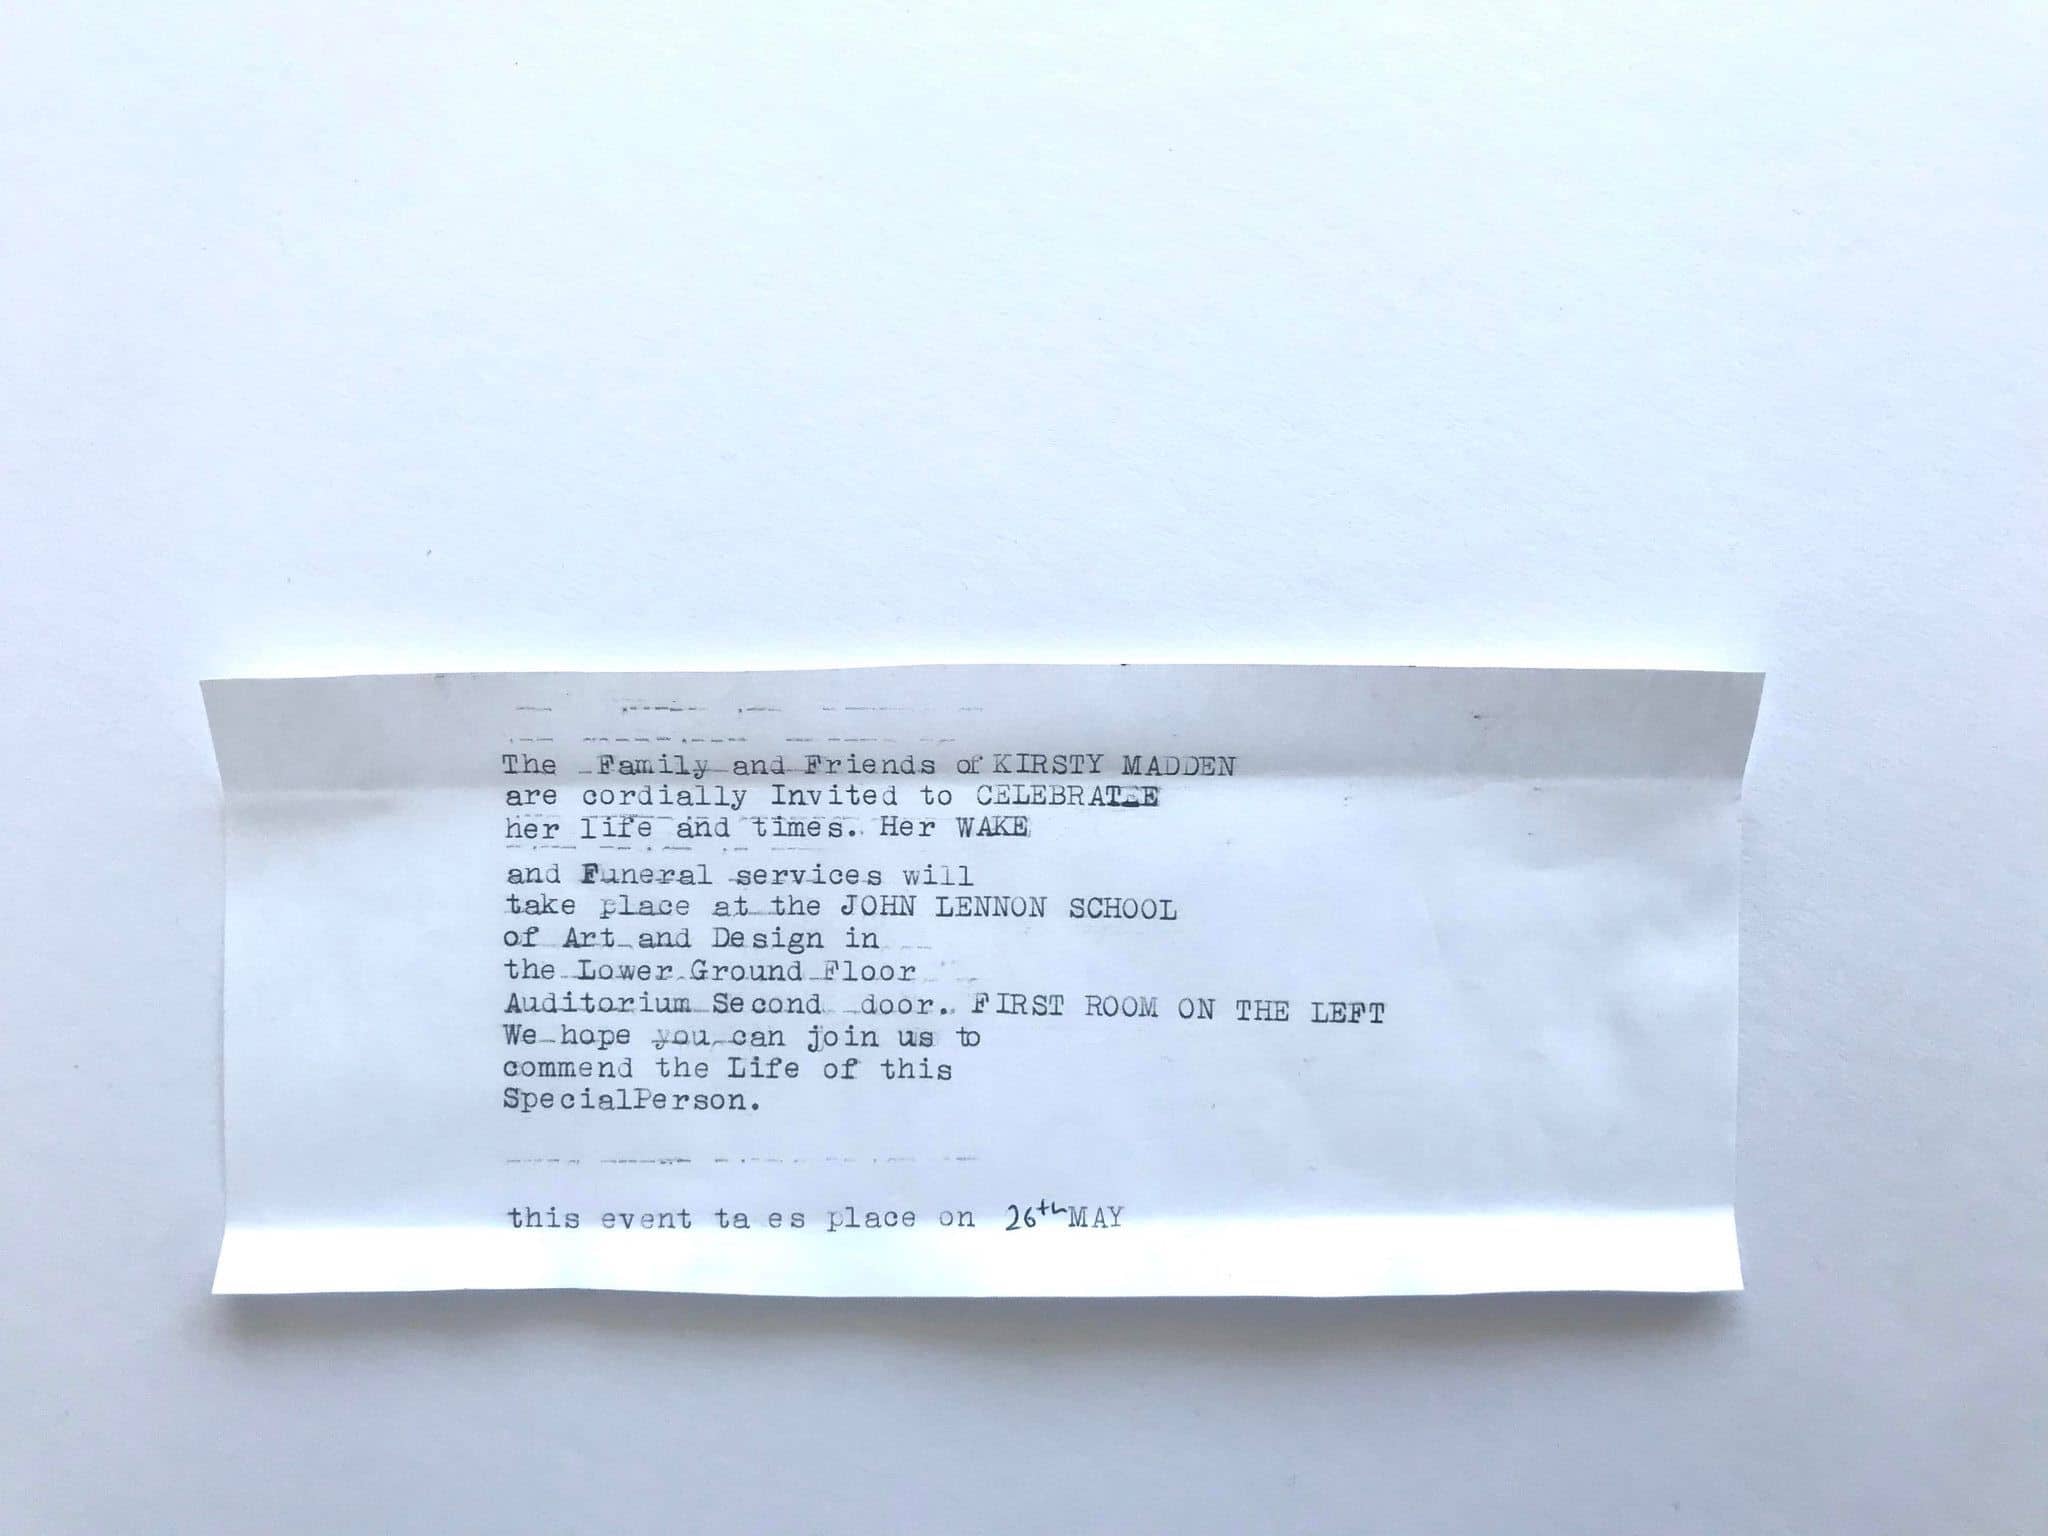 The Family and Friends of KIRSTY MADDEN
are cordially Invited to CELEBRATEE
her life and times. Her WAKE
and Funeral services will
take place at the JOHN LENNON SCHOOL
of Art and Design in
the Lower Ground Floor
Auditorium Second door. FIRST ROOM ON THE LEFT
We hope you can join us to
commend the Life of this
SpecialPerson.
this event ta es place on 26th MAY